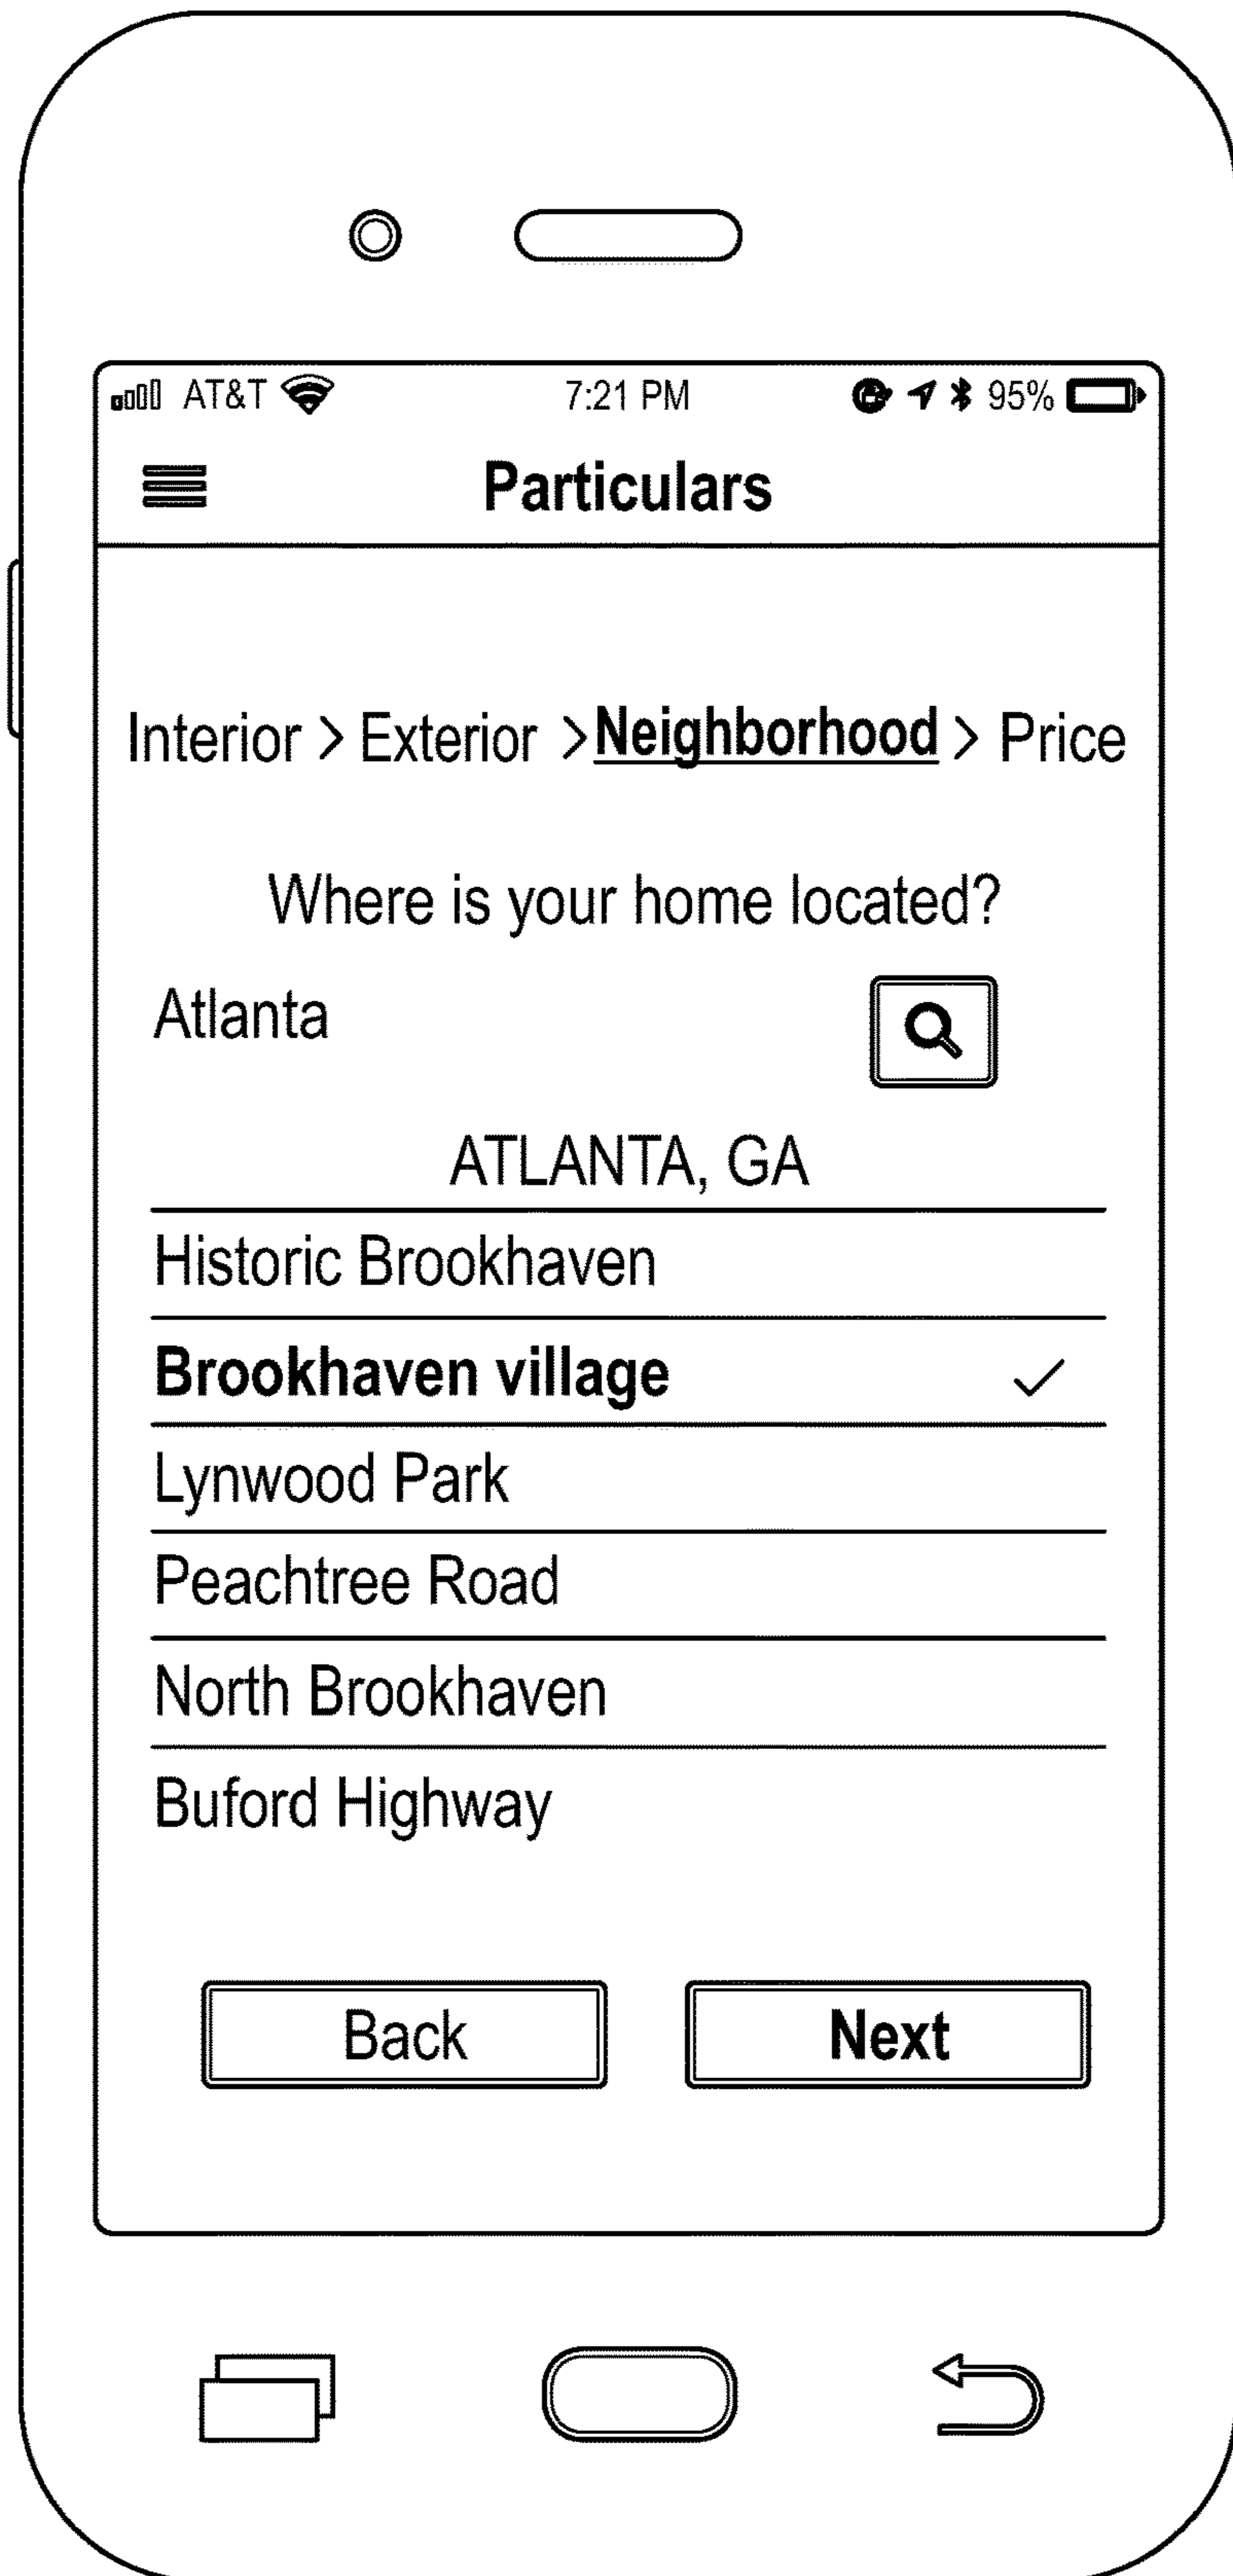 AT&T 7:21 PM 95%
Particulars
Interior > Exterior >Neighborhood > Price
Where is your home located?
Atlanta
ATLANTA, GA
Historic Brookhaven
Brookhaven village
Lynwood Park
Peachtree Road
North Brookhaven
Buford Highway
Back Next